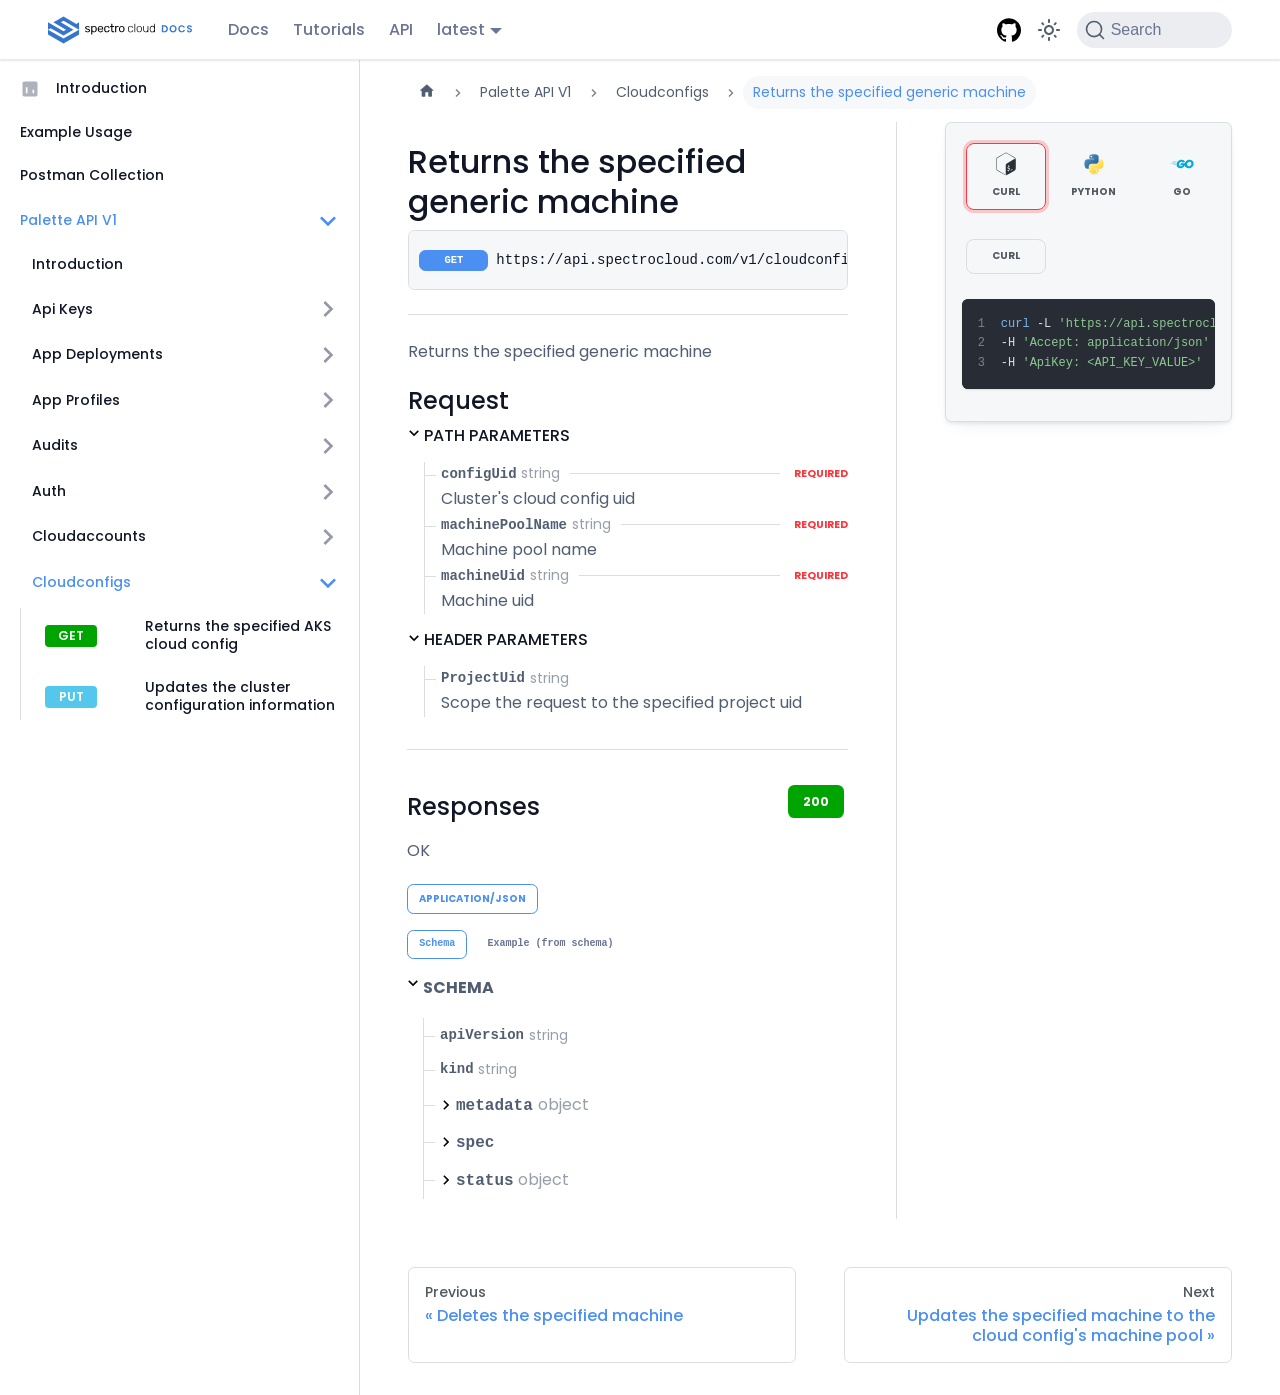 spectro cloud DOCS
Docs Tutorials API latest
Search
Introduction
Example Usage
Postman Collection
Palette API V1
Introduction
Api Keys
App Deployments
App Profiles
Audits
Auth
Cloudaccounts
Cloudconfigs
GET Returns the specified AKS
cloud config
PUT Updates the cluster
configuration information
Palette API V1 Cloudconfigs Returns the specified generic machine
Returns the specified
generic machine
GET https://api.spectrocloud.com/v1/cloudconfi
Returns the specified generic machine
Request
PATH PARAMETERS
configUid string REQUIRED
Cluster's cloud config uid
machinePoolName string REQUIRED
Machine pool name
machineUid string REQUIRED
Machine uid
HEADER PARAMETERS
ProjectUid string
Scope the request to the specified project uid
Responses 200
OK
APPLICATION/JSON
Schema Example (from schema)
SCHEMA
apiVersion string
kind string
metadata object
spec
status object
CURL PYTHON GO
CURL
1 curl -L 'https://api.spectrocl
2 -H 'Accept: application/json'
3 -H 'ApiKey: <API_KEY_VALUE>'
Previous
« Deletes the specified machine
Next
Updates the specified machine to the
cloud config's machine pool »